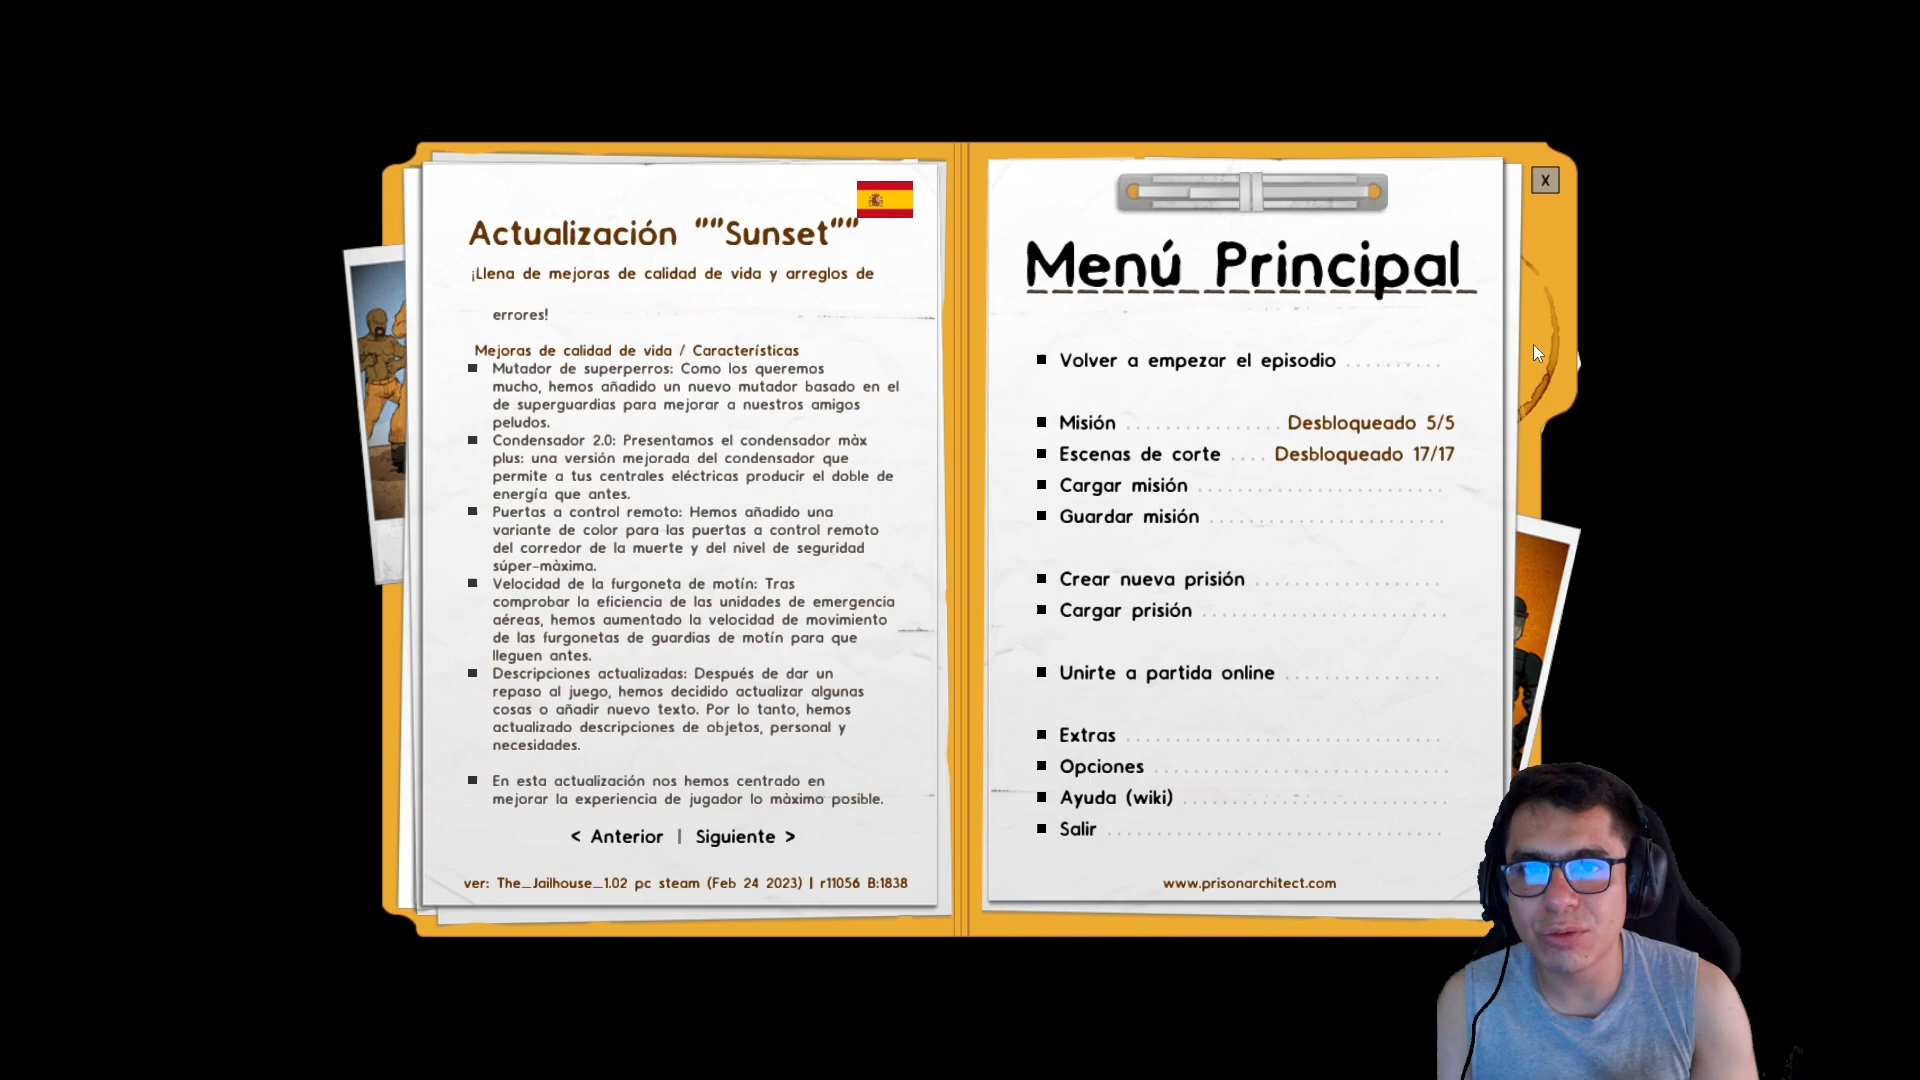 Actualización ""Sunset""
¡Llena de mejoras de calidad de vida y arreglos de
errores!
Mejoras de calidad de vida / Características
Mutador de superperros: Como los queremos
mucho, hemos añadido un nuevo mutador basado en el
de superguardias para mejorar a nuestros amigos
peludos.
Condensador 2.0: Presentamos el condensador màx
plus: una versión mejorada del condensador que
permite a tus centrales eléctricas producir el doble de
energía que antes.
Puertas a control remoto: Hemos añadido una
variante de color para las puertas a control remoto
del corredor de la muerte y del nivel de seguridad
súper-màxima.
Velocidad de la furgoneta de motín: Tras
comprobar la eficiencia de las unidades de emergencia
aéreas, hemos aumentado la velocidad de movimiento
de las furgonetas de guardias de motín para que
lleguen antes.
Descripciones actualizadas: Después de dar un
repaso al juego, hemos decidido actualizar algunas
cosas o añadir nuevo texto. Por lo tanto, hemos
actualizado descripciones de objetos, personal y
necesidades.
En esta actualización nos hemos centrado en
mejorar la experiencia de jugador lo màximo posible.
< Anterior | Siguiente >
ver: The_Jailhouse_1.02 pc steam (Feb 24 2023) | r11056 B:1838
X
Menú Principal
Volver a empezar el episodio ..........
Misión ................ Desbloqueado 5/5
Escenas de corte .... Desbloqueado 17/17
Cargar misión
Guardar misión
Crear nueva prisión
Cargar prisión
Unirte a partida online
Extras
Opciones
Ayuda (wiki)
Salir
www.prisonarchitect.com